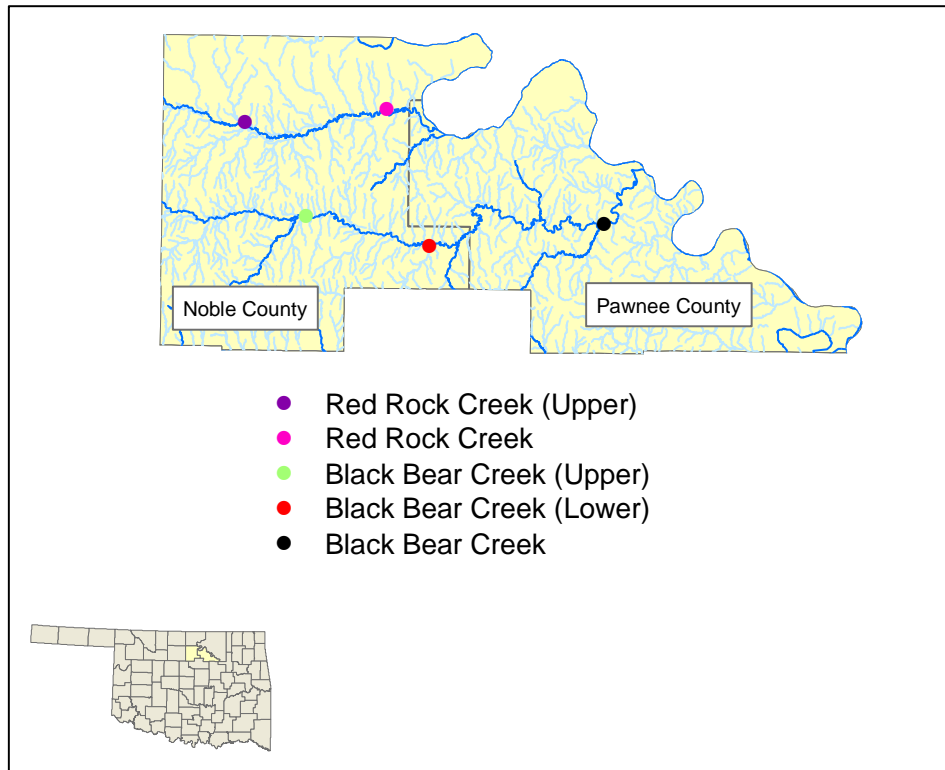 Noble County
Pawnee County
Red Rock Creek (Upper)
Red Rock Creek
Black Bear Creek (Upper)
Black Bear Creek (Lower)
Black Bear Creek